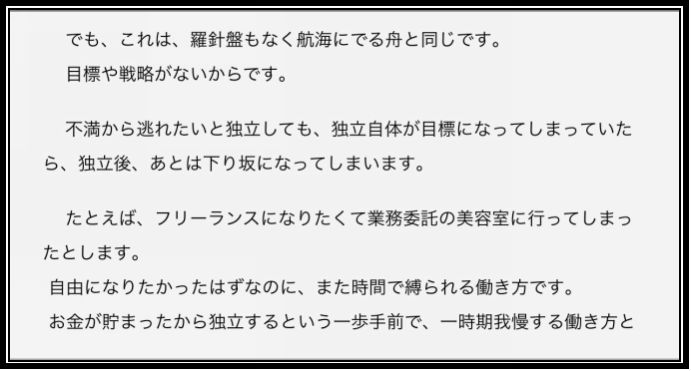 でも、これは、羅針盤もなく航海にでる舟と同じです。
目標や戦略がないからです。
不満から逃れたいと独立しても、独立自体が目標になってしまっていた
ら、独立後、あとは下り坂になってしまいます。
たとえば、フリーランスになりたくて業務委託の美容室に行ってしまっ
たとします。
自由になりたかったはずなのに、また時間で縛られる働き方です。
お金が貯まったから独立するという一歩手前で、一時期我慢する働き方と